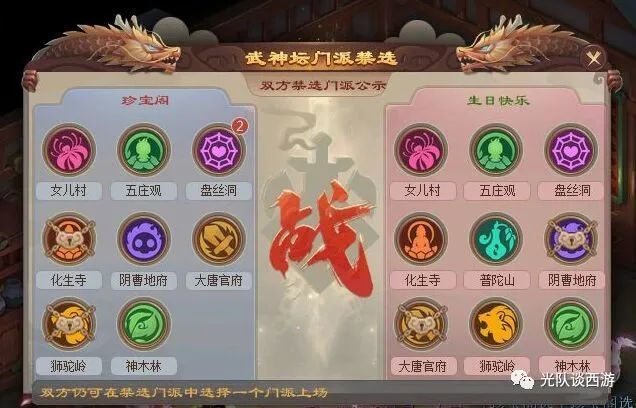 武神坛门派禁选
双方禁选门派公示
珍宝阁
女儿村 五庄观 盘丝洞
2
化生寺 阴曹地府 大唐官府
狮驼岭 神木林
战
生日快乐
女儿村 五庄观 盘丝洞
化生寺 普陀山 阴曹地府
大唐官府 狮驼岭 神木林
双方仍可在禁选门派中选择一个门派上场
光队谈西游